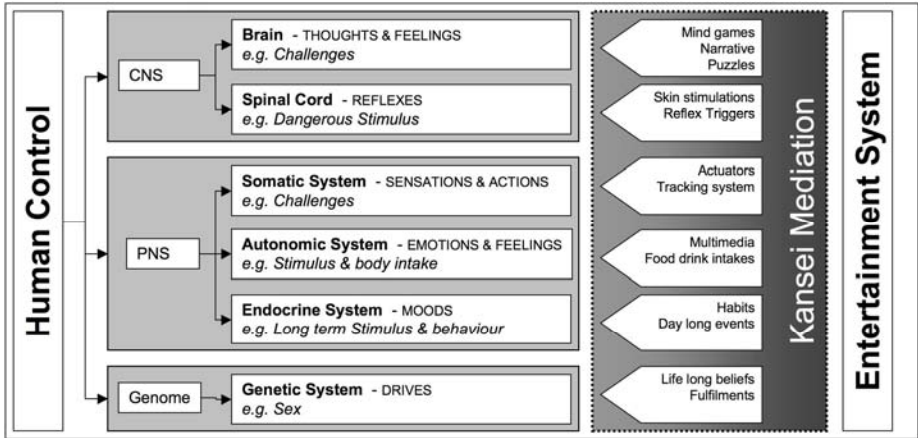 Human Control
CNS
Brain - THOUGHTS & FEELINGS
e.g. Challenges
Spinal Cord - REFLEXES
e.g. Dangerous Stimulus
PNS
Somatic System - SENSATIONS & ACTIONS
e.g. Challenges
Autonomic System - EMOTIONS & FEELINGS
e.g. Stimulus & body intake
Endocrine System - MOODS
e.g. Long term Stimulus & behaviour
Genome
Genetic System - DRIVES
e.g. Sex
Mind games
Narrative
Puzzles
Skin stimulations
Reflex Triggers
Actuators
Tracking system
Multimedia
Food drink intakes
Habits
Day long events
Life long beliefs
Fulfilments
Kansei Mediation
Entertainment System